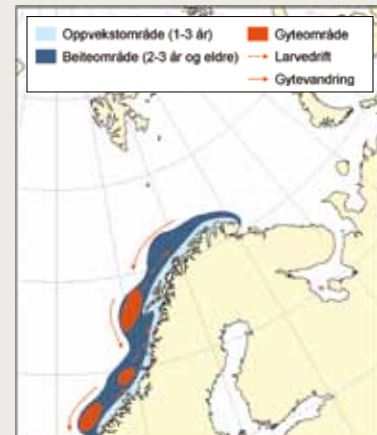 Oppvekstområde (1-3 år)
Beiteområde (2-3 år og eldre)
Gyteområde
Larvedrift
Gytevandring